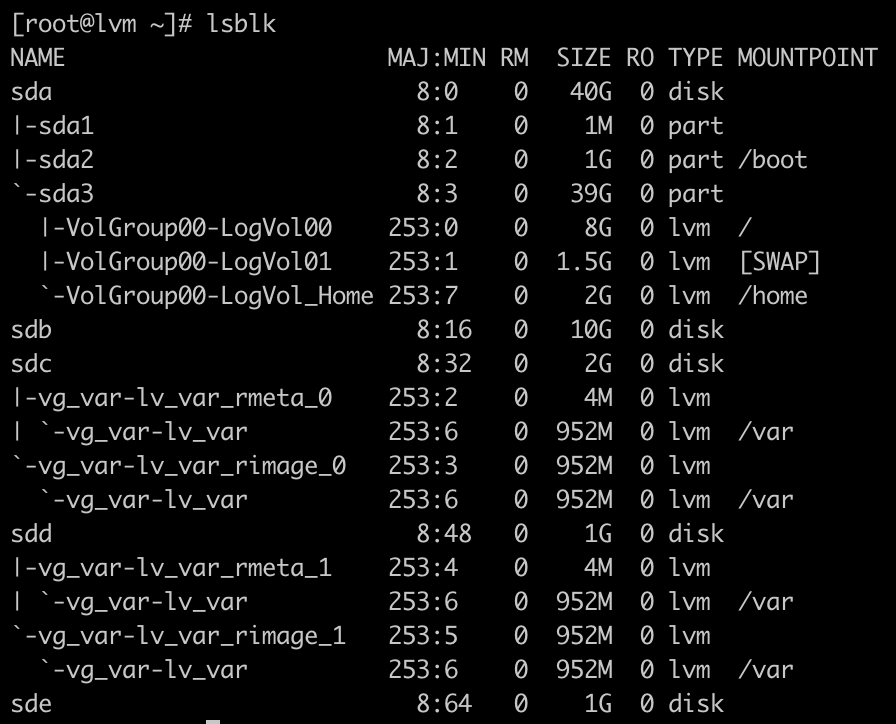 [root@lvm ~]# lsblk
NAME                       MAJ:MIN RM  SIZE RO TYPE MOUNTPOINT
sda                          8:0    0   40G  0 disk
|-sda1                       8:1    0    1M  0 part
|-sda2                       8:2    0    1G  0 part /boot
`-sda3                       8:3    0   39G  0 part
  |-VolGroup00-LogVol00    253:0    0    8G  0 lvm  /
  |-VolGroup00-LogVol01    253:1    0  1.5G  0 lvm  [SWAP]
  `-VolGroup00-LogVol_Home 253:7    0    2G  0 lvm  /home
sdb                          8:16   0   10G  0 disk
sdc                          8:32   0    2G  0 disk
|-vg_var-lv_var_rmeta_0    253:2    0    4M  0 lvm
| `-vg_var-lv_var          253:6    0  952M  0 lvm  /var
`-vg_var-lv_var_rimage_0   253:3    0  952M  0 lvm
  `-vg_var-lv_var          253:6    0  952M  0 lvm  /var
sdd                          8:48   0    1G  0 disk
|-vg_var-lv_var_rmeta_1    253:4    0    4M  0 lvm
| `-vg_var-lv_var          253:6    0  952M  0 lvm  /var
`-vg_var-lv_var_rimage_1   253:5    0  952M  0 lvm
  `-vg_var-lv_var          253:6    0  952M  0 lvm  /var
sde                          8:64   0    1G  0 disk